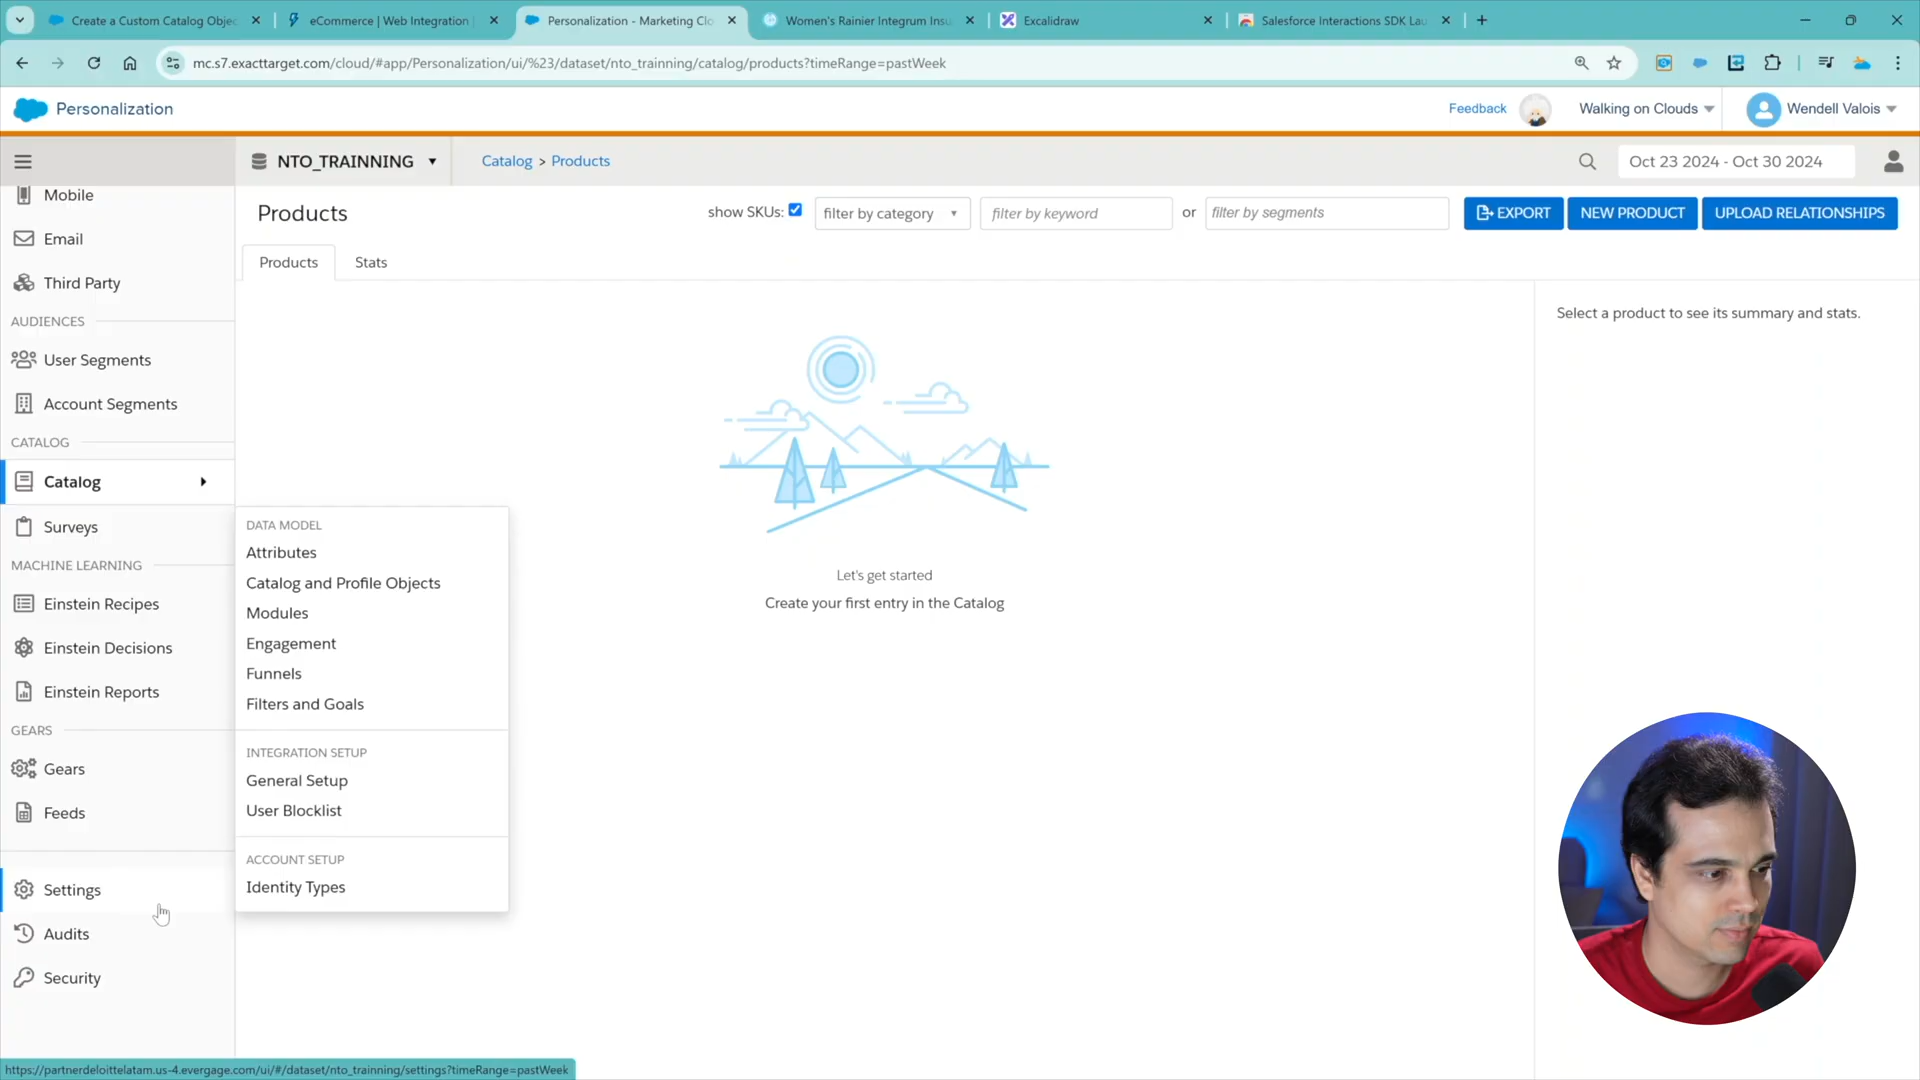 Create a Custom Catalog Objec
eCommerce | Web Integration
Personalization - Marketing Clo
Women's Rainier Integrum Insu
Excalidraw
Salesforce Interactions SDK Lau
mc.s7.exacttarget.com/cloud/#app/Personalization/ui/%23/dataset/nto_trainning/catalog/products?timeRange=pastWeek
Personalization
Feedback
Walking on Clouds
Wendell Valois
NTO_TRAINNING
Catalog > Products
Oct 23 2024 - Oct 30 2024
Mobile
Email
Third Party
AUDIENCES
User Segments
Account Segments
CATALOG
Catalog
Surveys
MACHINE LEARNING
Einstein Recipes
Einstein Decisions
Einstein Reports
GEARS
Gears
Feeds
Settings
Audits
Security
Products
show SKUs:
filter by category
filter by keyword
or
filter by segments
EXPORT
NEW PRODUCT
UPLOAD RELATIONSHIPS
Products
Stats
Select a product to see its summary and stats.
Let's get started
Create your first entry in the Catalog
DATA MODEL
Attributes
Catalog and Profile Objects
Modules
Engagement
Funnels
Filters and Goals
INTEGRATION SETUP
General Setup
User Blocklist
ACCOUNT SETUP
Identity Types
https://partnerdeloittelatam.us-4.evergage.com/ui/#/dataset/nto_trainning/settings?timeRange=pastWeek